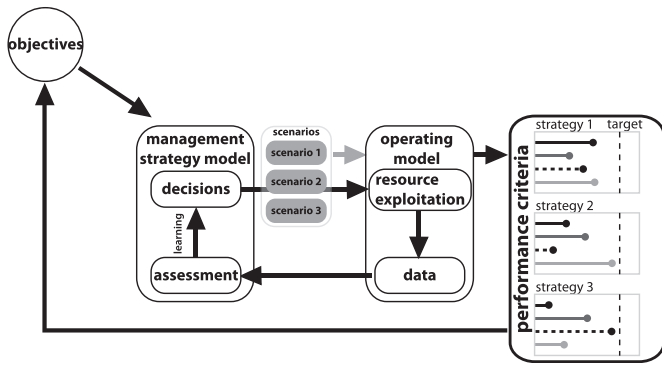 objectives
management
strategy model
decisions
learning
assessment
scenarios
scenario 1
scenario 2
scenario 3
operating
model
resource
exploitation
data
performance criteria
strategy 1
target
strategy 2
strategy 3